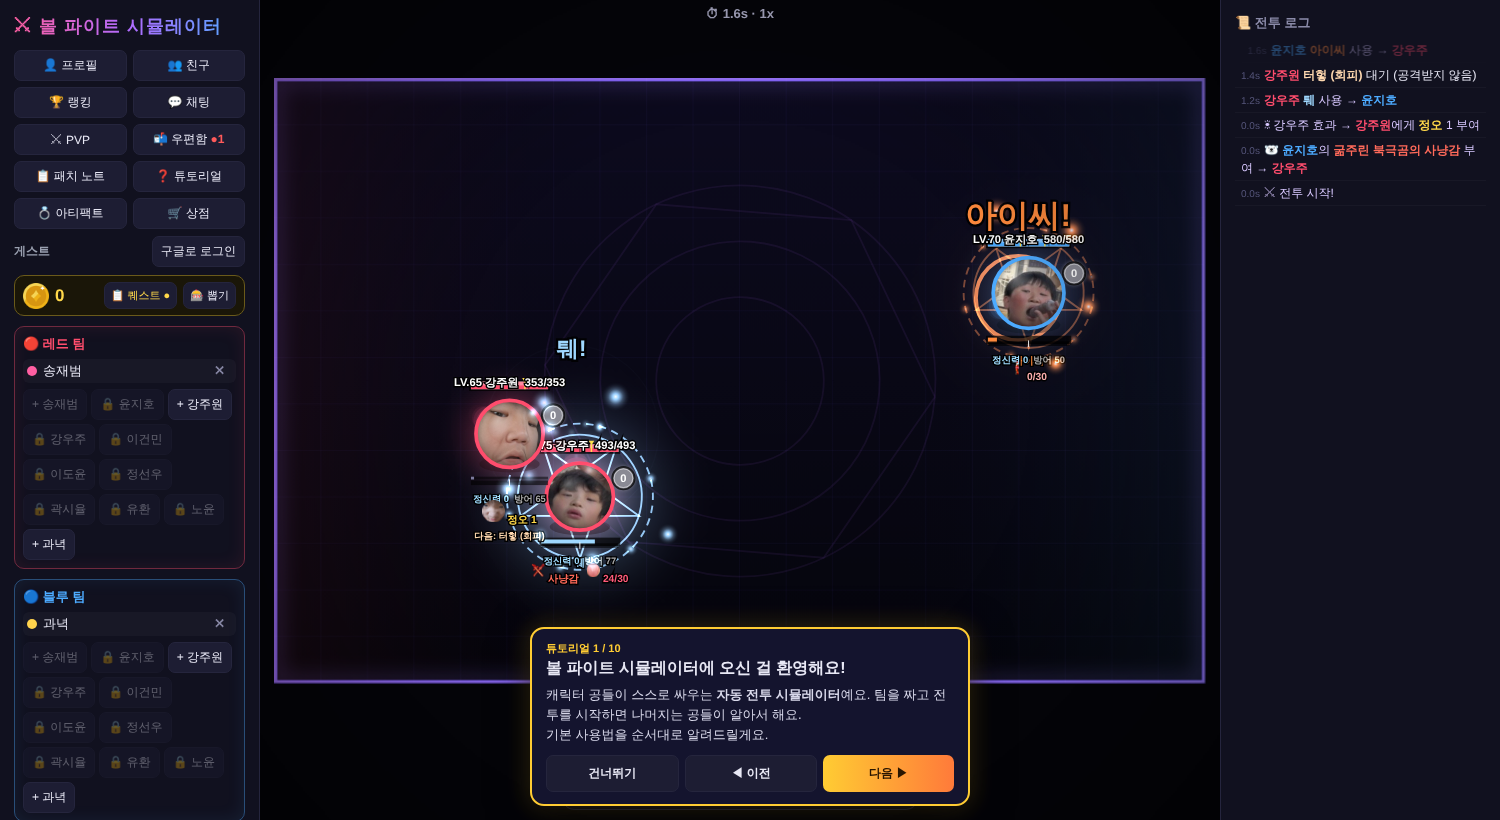 ⚔ 볼 파이트 시뮬레이터
👤 프로필
👥 친구
🏆 랭킹
💬 채팅
⚔ PVP
📬 우편함 ●1
📋 패치 노트
❓ 튜토리얼
💍 아티팩트
🛒 상점
게스트
구글로 로그인
0
📋 퀘스트 ●
🎰 뽑기
🔴 레드 팀
송재범 ✕
+ 송재범
🔒 윤지호
+ 강주원
🔒 강우주
🔒 이건민
🔒 이도윤
🔒 정선우
🔒 곽시율
🔒 유환
🔒 노윤
+ 과녁
🔵 블루 팀
과녁 ✕
+ 송재범
🔒 윤지호
+ 강주원
🔒 강우주
🔒 이건민
🔒 이도윤
🔒 정선우
🔒 곽시율
🔒 유환
🔒 노윤
+ 과녁
⏱ 1.6s · 1x
아이씨!
LV.70 윤지호 580/580
0
정신력 0 방어 50
0/30
퉤!
LV.65 강주원 353/353
0
5 강우주 493/493
0
정신력 0 방어 65
정오 1
다음: 터헣 (회피)
정신력 0 방어 77
사냥감
24/30
튜토리얼 1 / 10
볼 파이트 시뮬레이터에 오신 걸 환영해요!
캐릭터 공들이 스스로 싸우는 자동 전투 시뮬레이터예요. 팀을 짜고 전
투를 시작하면 나머지는 공들이 알아서 해요.
기본 사용법을 순서대로 알려드릴게요.
건너뛰기
◀ 이전
다음 ▶
📜 전투 로그
1.6s 윤지호 아이씨 사용 → 강우주
1.4s 강주원 터헣 (회피) 대기 (공격받지 않음)
1.2s 강우주 퉤 사용 → 윤지호
0.0s ☀ 강우주 효과 → 강주원에게 정오 1 부여
0.0s 🐻‍❄️ 윤지호의 굶주린 북극곰의 사냥감 부
여 → 강우주
0.0s ⚔ 전투 시작!